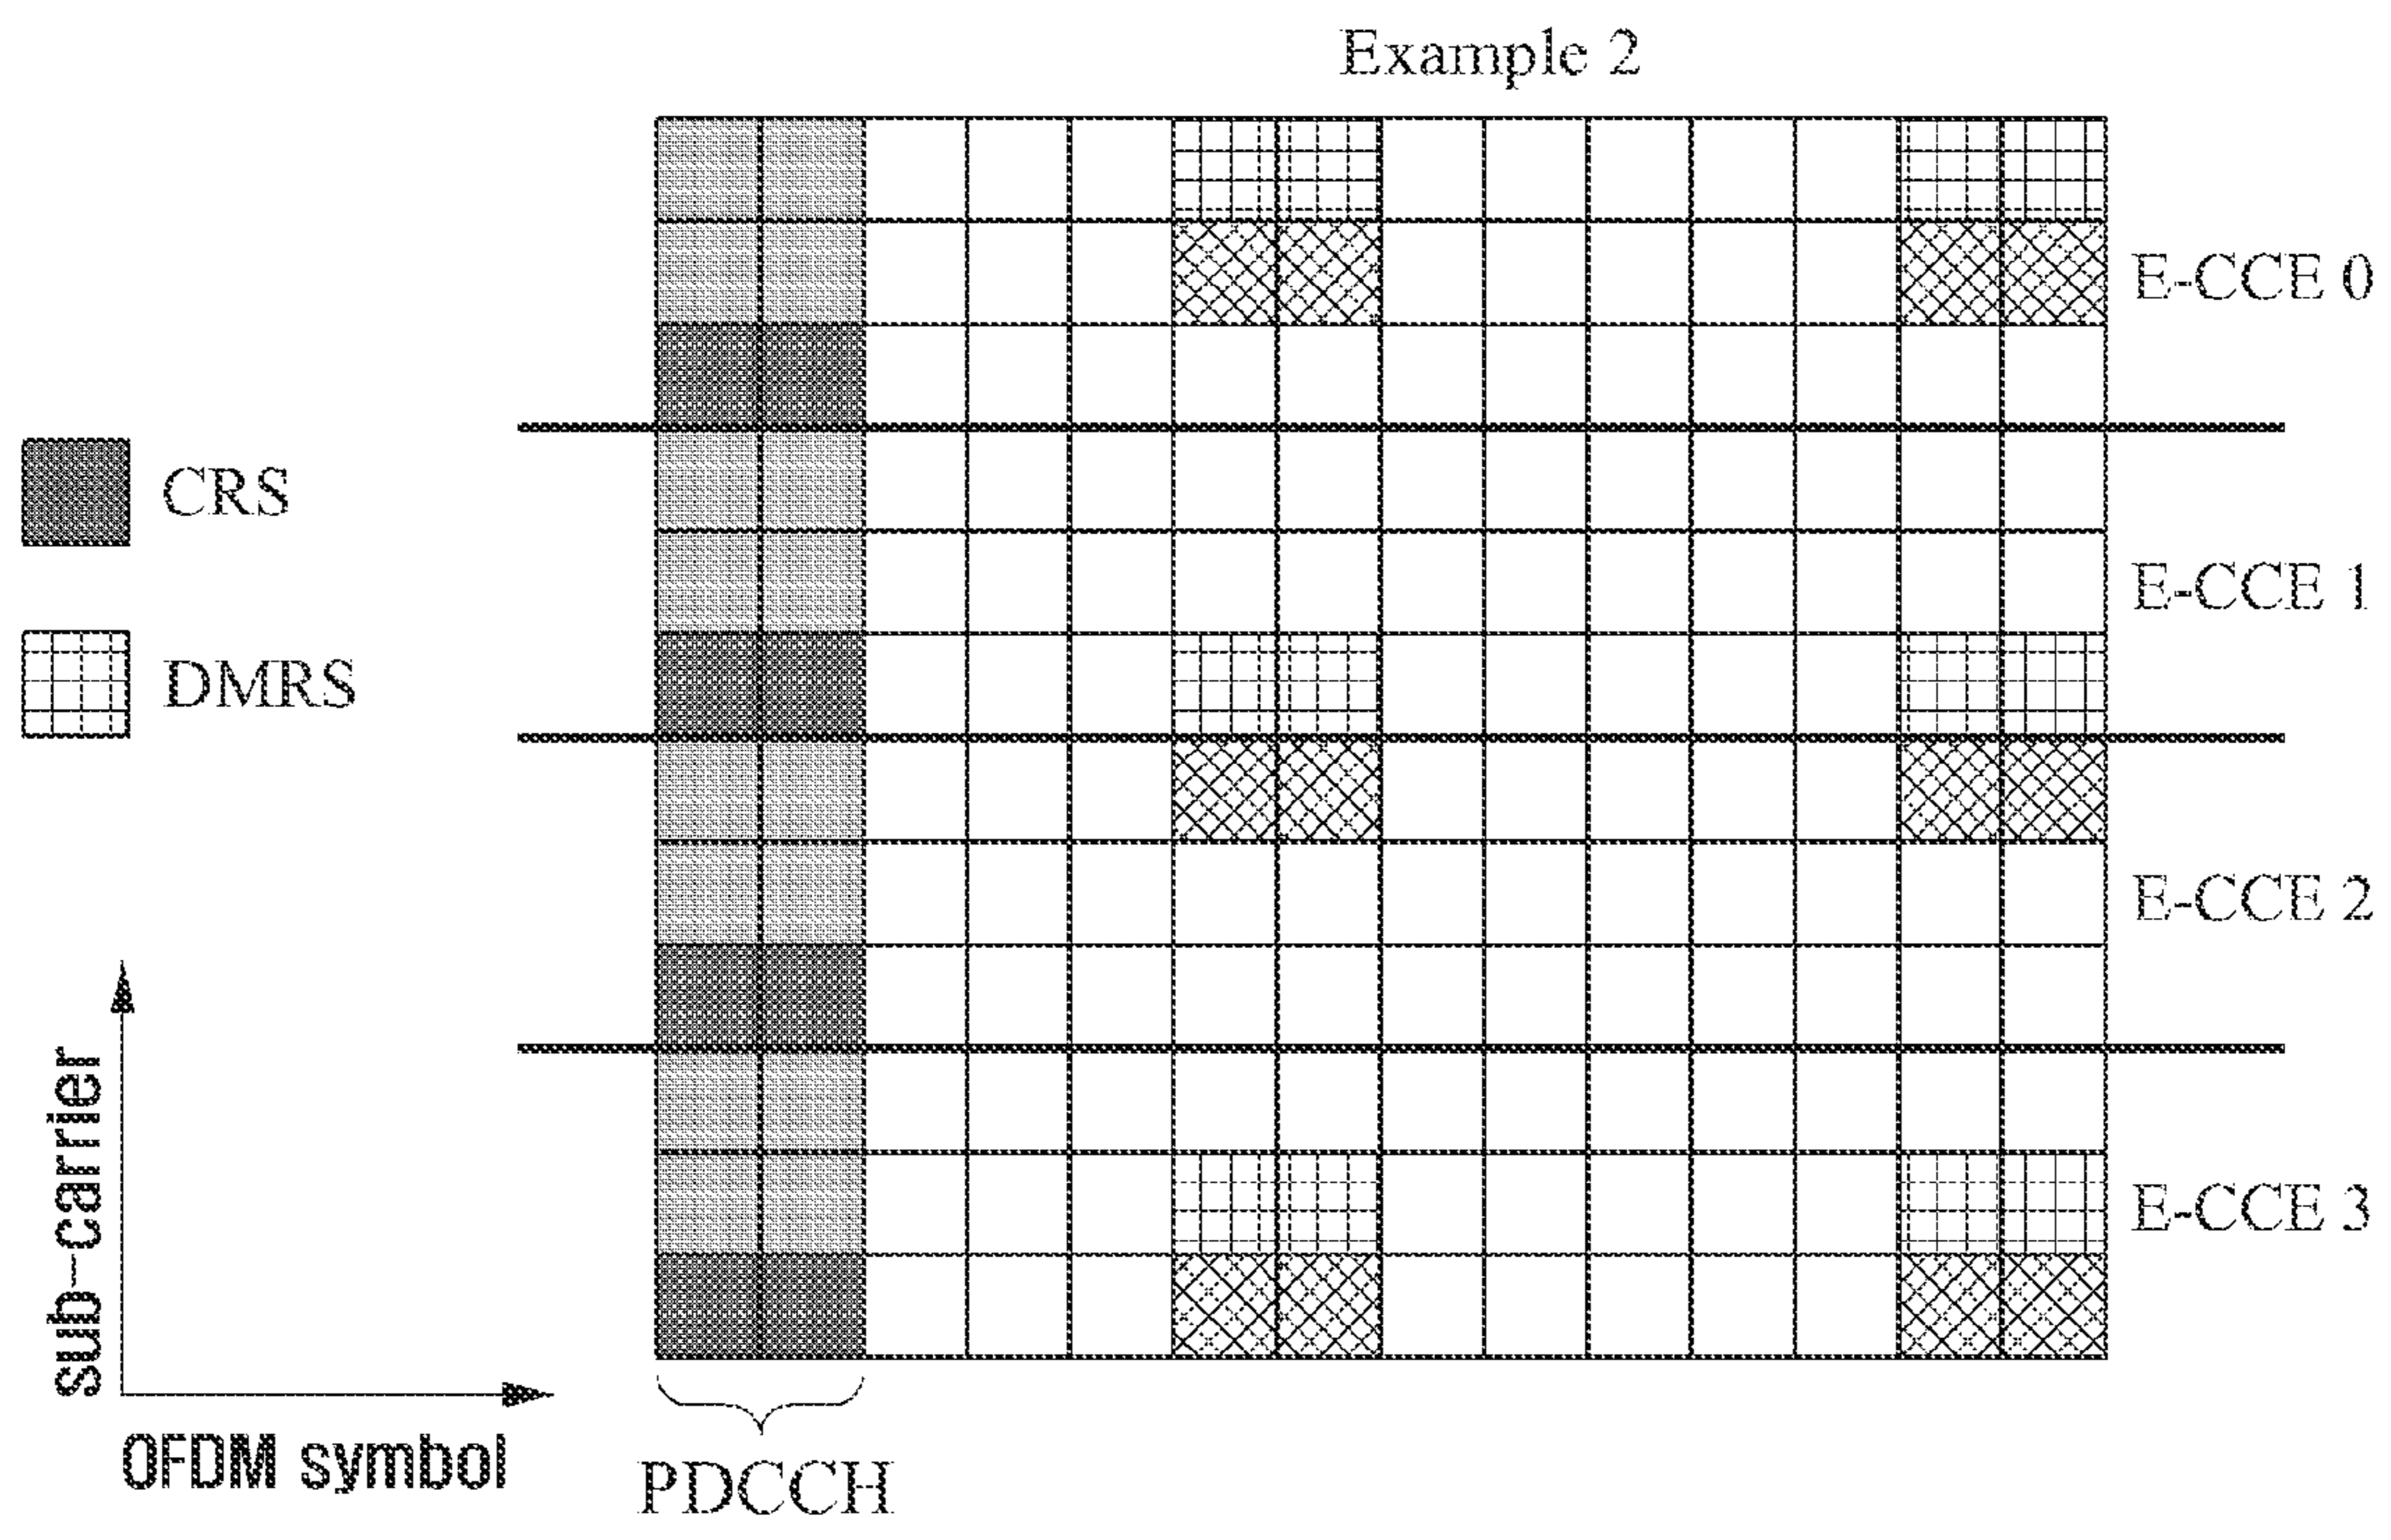 Example 2
E-CCE 0
CRS
E-CCE 1
DMRS
E-CCE 2
sub-carrier
E-CCE 3
OFDM symbol
PDCCH